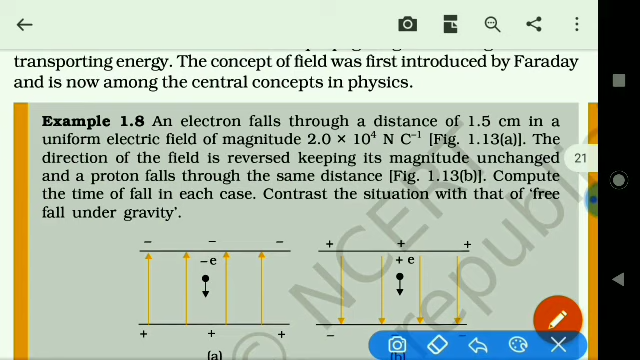 transporting energy. The concept of field was first introduced by Faraday
and is now among the central concepts in physics.
Example 1.8 An electron falls through a distance of 1.5 cm in a
uniform electric field of magnitude 2.0 × 10⁴ N C⁻¹ [Fig. 1.13(a)]. The
direction of the field is reversed keeping its magnitude unchanged
and a proton falls through the same distance [Fig. 1.13(b)]. Compute
the time of fall in each case. Contrast the situation with that of 'free
fall under gravity'.
21
− − −
−e
+ + +
(a)
+ + +
+ e
− −
(b)
© NCERT
republi